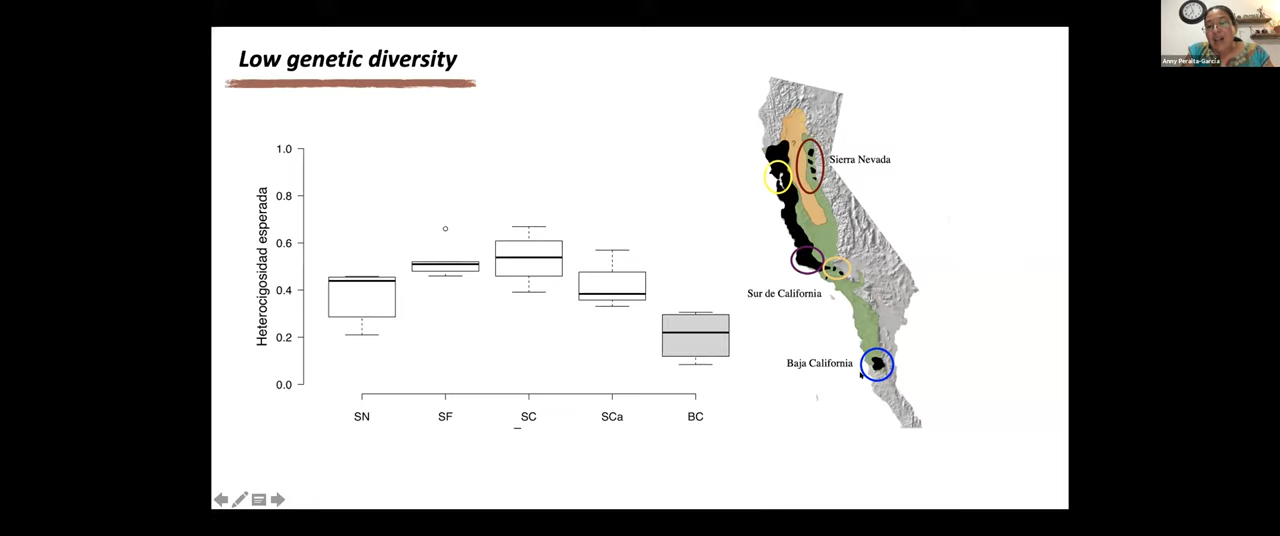 Low genetic diversity
Anny Peralta-García
Heterocigosidad esperada
1.0
0.8
0.6
0.4
0.2
0.0
SN
SF
SC
SCa
BC
?
Sierra Nevada
Sur de California
Baja California